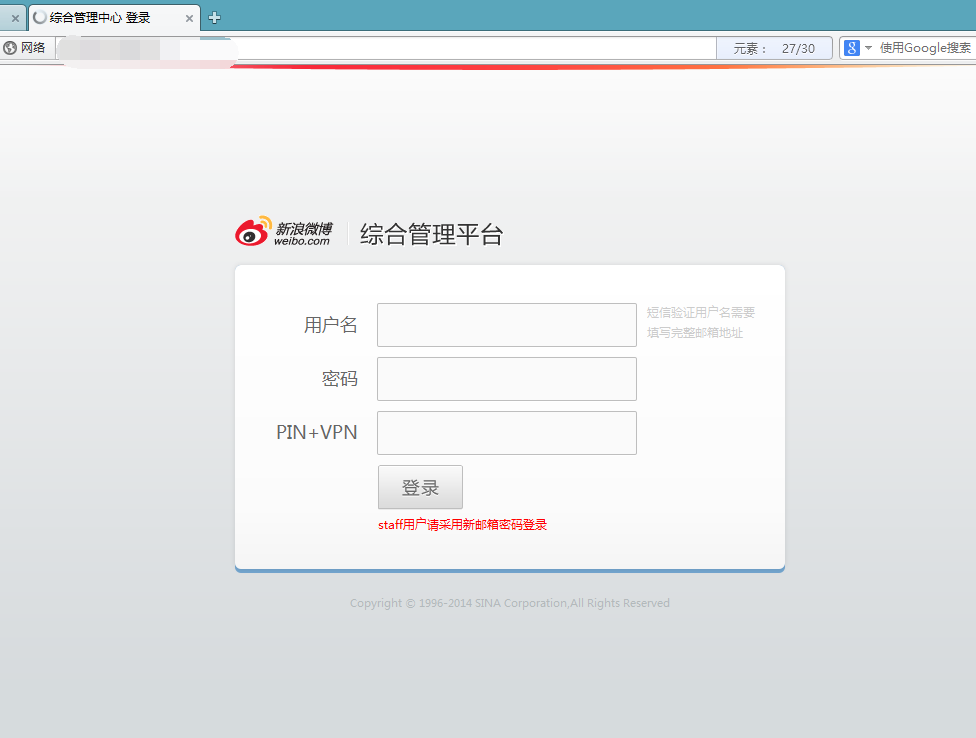 综合管理中心 登录
网络
元素： 27/30
使用Google搜索
新浪微博
weibo.com
综合管理平台
用户名
短信验证用户名需要
填写完整邮箱地址
密码
PIN+VPN
登录
staff用户请采用新邮箱密码登录
Copyright © 1996-2014 SINA Corporation,All Rights Reserved